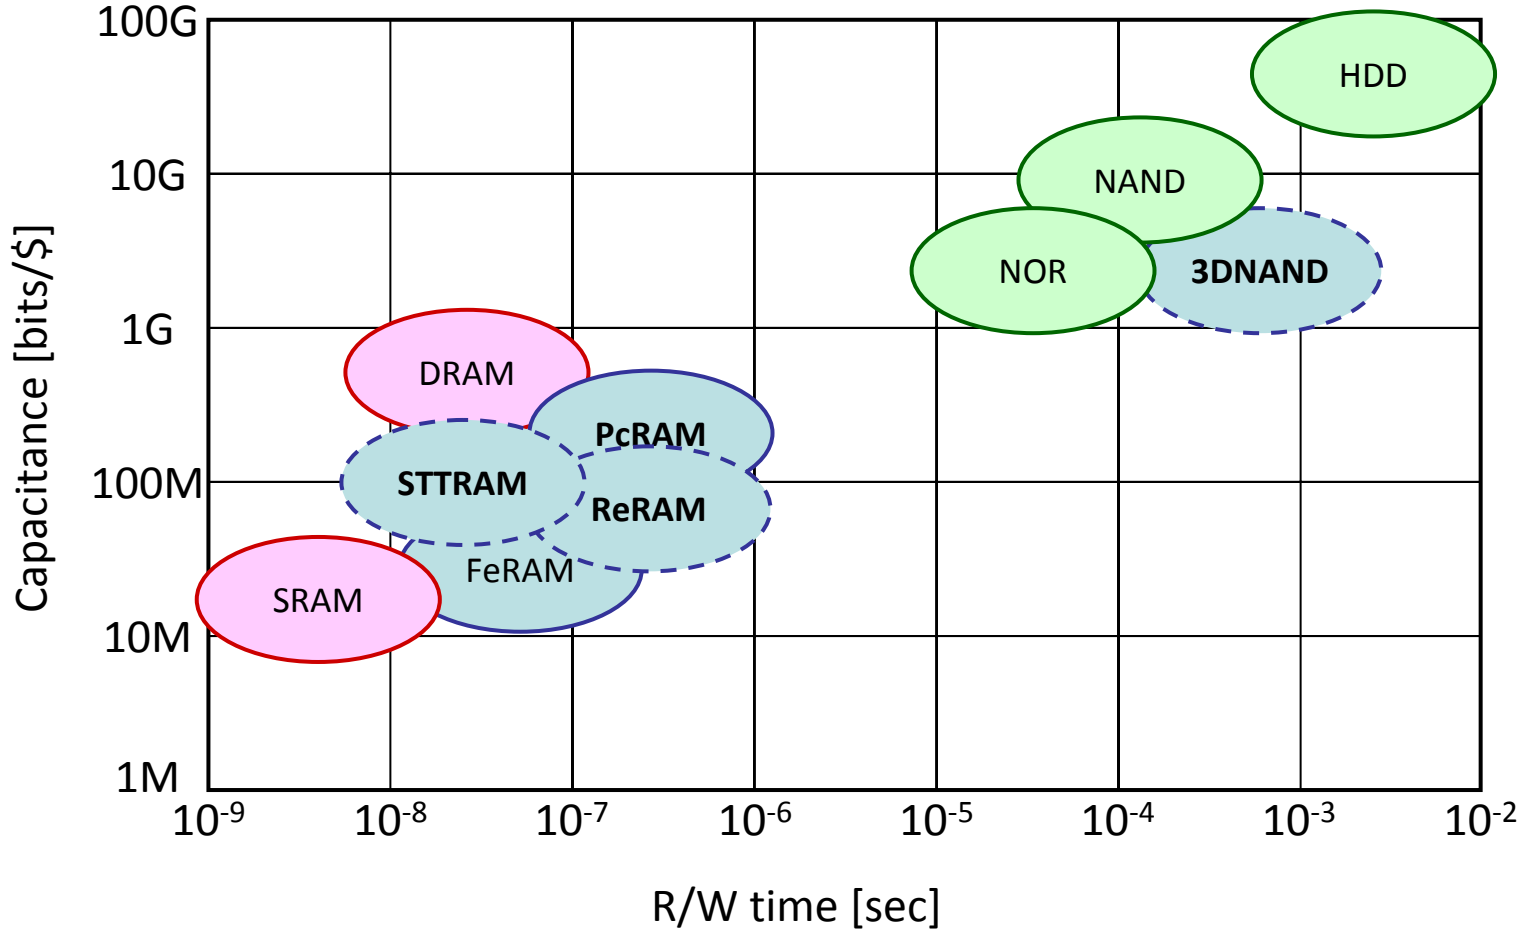 100G
HDD
10G
NAND
NOR
3DNAND
Capacitance [bits/$]
1G
DRAM
PcRAM
100M
STTRAM
ReRAM
FeRAM
SRAM
10M
1M
10⁻⁹ 10⁻⁸ 10⁻⁷ 10⁻⁶ 10⁻⁵ 10⁻⁴ 10⁻³ 10⁻²
R/W time [sec]